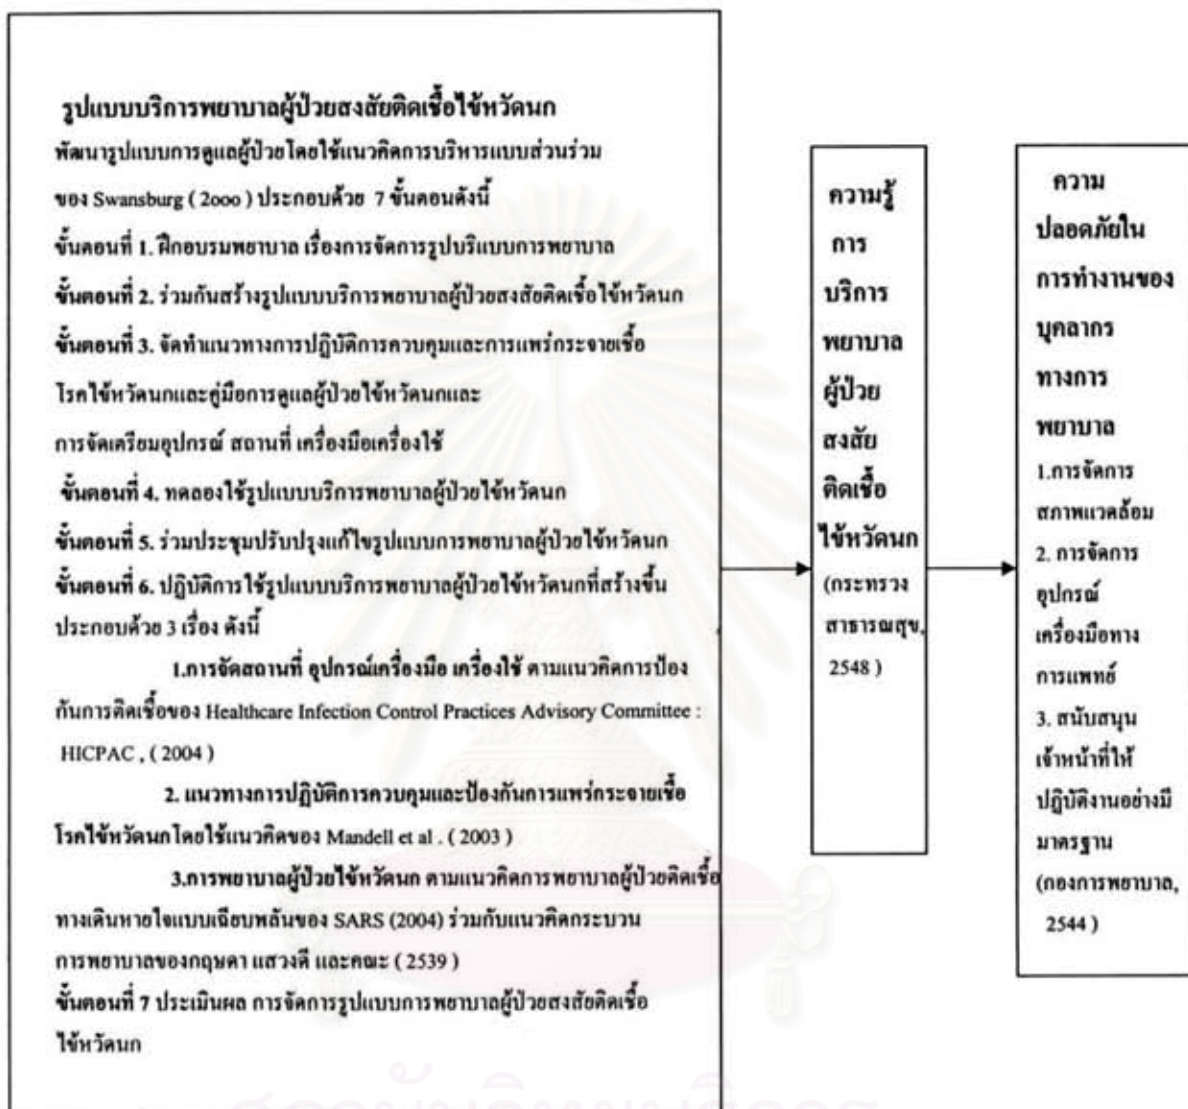 รูปแบบบริการพยาบาลผู้ป่วยสงสัยติดเชื้อไข้หวัดนก
พัฒนารูปแบบการดูแลผู้ป่วยโดยใช้แนวคิดการบริหารแบบส่วนร่วม
ของ Swansburg ( 2ooo ) ประกอบด้วย 7 ขั้นตอนดังนี้
ขั้นตอนที่ 1. ฝึกอบรมพยาบาล เรื่องการจัดการรูปบริแบบการพยาบาล
ขั้นตอนที่ 2. ร่วมกันสร้างรูปแบบบริการพยาบาลผู้ป่วยสงสัยติดเชื้อไข้หวัดนก
ขั้นตอนที่ 3. จัดทำแนวทางการปฏิบัติการควบคุมและการแพร่กระจายเชื้อ
โรคไข้หวัดนกและคู่มือการดูแลผู้ป่วยไข้หวัดนกและ
การจัดเตรียมอุปกรณ์ สถานที่ เครื่องมือเครื่องใช้
ขั้นตอนที่ 4. ทดลองใช้รูปแบบบริการพยาบาลผู้ป่วยไข้หวัดนก
ขั้นตอนที่ 5. ร่วมประชุมปรับปรุงแก้ไขรูปแบบการพยาบาลผู้ป่วยไข้หวัดนก
ขั้นตอนที่ 6. ปฏิบัติการใช้รูปแบบบริการพยาบาลผู้ป่วยไข้หวัดนกที่สร้างขึ้น
ประกอบด้วย 3 เรื่อง ดังนี้
1.การจัดสถานที่ อุปกรณ์เครื่องมือ เครื่องใช้ ตามแนวคิดการป้อง
กันการติดเชื้อของ Healthcare Infection Control Practices Advisory Committee :
HICPAC , ( 2004 )
2. แนวทางการปฏิบัติการควบคุมและป้องกันการแพร่กระจายเชื้อ
โรคไข้หวัดนกโดยใช้แนวคิดของ Mandell et al . ( 2003 )
3.การพยาบาลผู้ป่วยไข้หวัดนก ตามแนวคิดการพยาบาลผู้ป่วยติดเชื้อ
ทางเดินหายใจแบบเฉียบพลันของ SARS (2004) ร่วมกับแนวคิดกระบวน
การพยาบาลของกฤษดา แสวงดี และคณะ ( 2539 )
ขั้นตอนที่ 7 ประเมินผล การจัดการรูปแบบการพยาบาลผู้ป่วยสงสัยติดเชื้อ
ไข้หวัดนก
ความรู้
การ
บริการ
พยาบาล
ผู้ป่วย
สงสัย
ติดเชื้อ
ไข้หวัดนก
(กระทรวง
สาธารณสุข,
2548 )
ความ
ปลอดภัยใน
การทำงานของ
บุคลากร
ทางการ
พยาบาล
1.การจัดการ
สภาพแวดล้อม
2. การจัดการ
อุปกรณ์
เครื่องมือทาง
การแพทย์
3. สนับสนุน
เจ้าหน้าที่ให้
ปฏิบัติงานอย่างมี
มาตรฐาน
(กองการพยาบาล,
2544 )